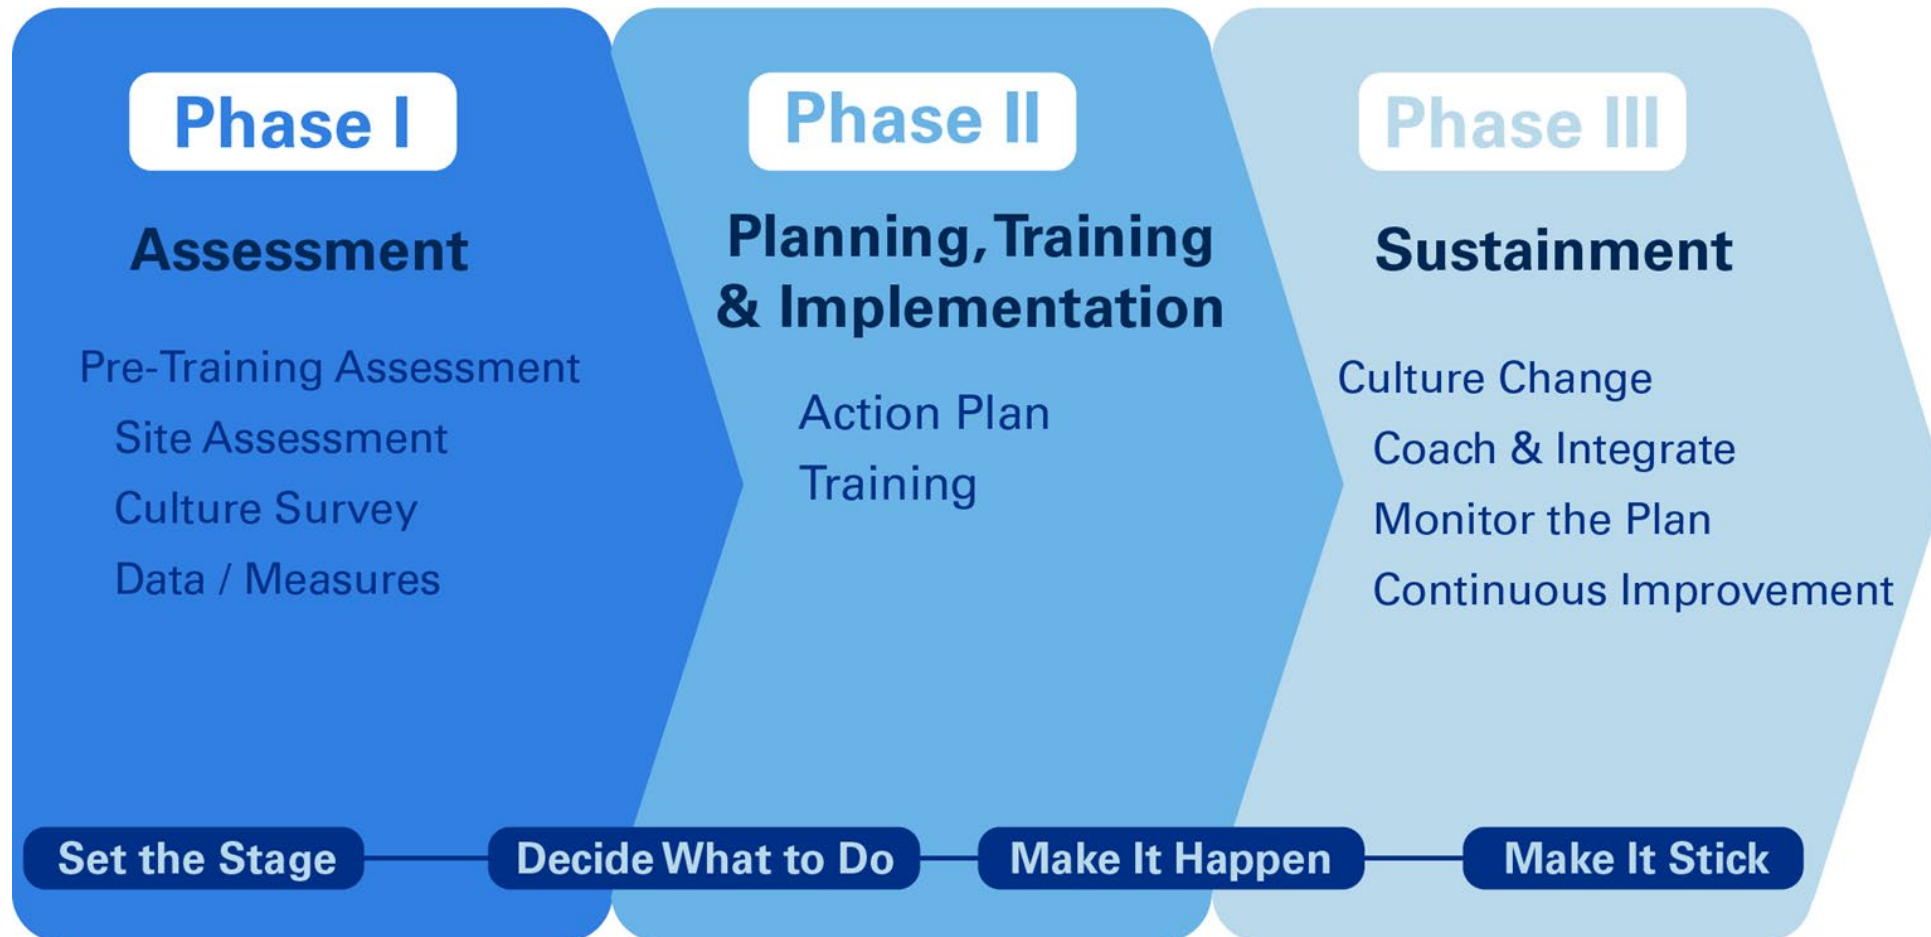 Phase I
Assessment
Pre-Training Assessment
Site Assessment
Culture Survey
Data / Measures
Phase II
Planning, Training
& Implementation
Action Plan
Training
Phase III
Sustainment
Culture Change
Coach & Integrate
Monitor the Plan
Continuous Improvement
Set the Stage
Decide What to Do
Make It Happen
Make It Stick